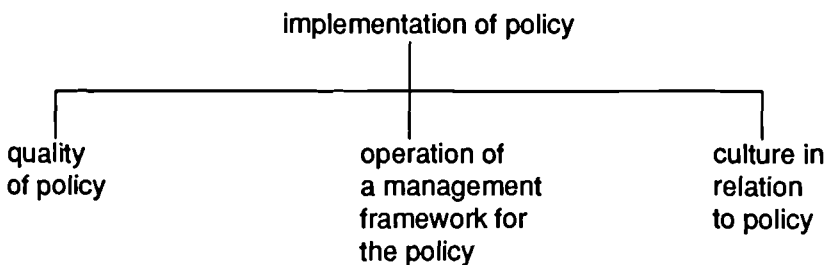 implementation of policy
quality
of policy
operation of
a management
framework for
the policy
culture in
relation
to policy